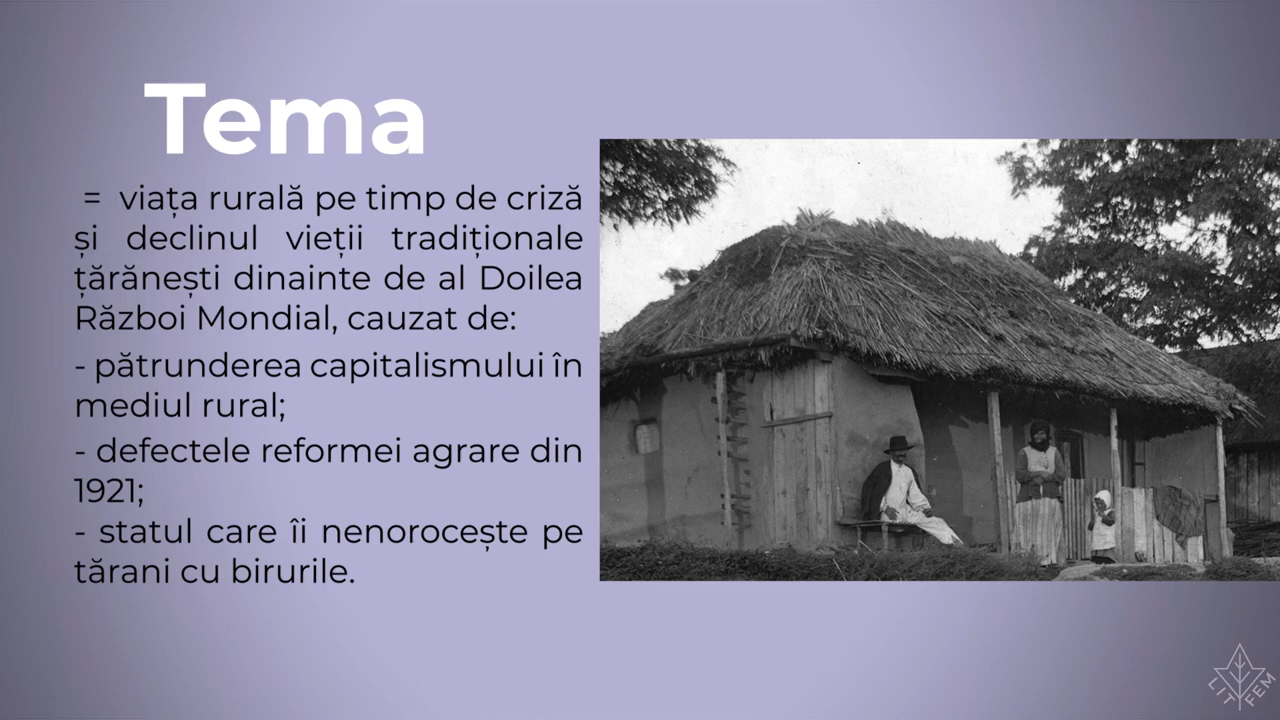 Tema
= viața rurală pe timp de criză
și declinul vieții tradiționale
țărănești dinainte de al Doilea
Război Mondial, cauzat de:
- pătrunderea capitalismului în
mediul rural;
- defectele reformei agrare din
1921;
- statul care îi nenorocește pe
tărani cu birurile.
LIT FEM